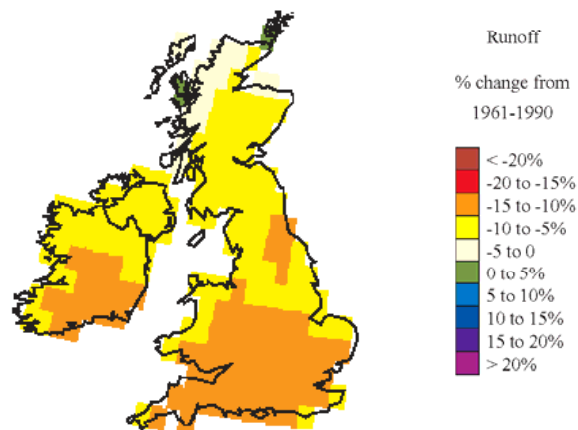 Runoff
% change from
1961-1990
< -20%
-20 to -15%
-15 to -10%
-10 to -5%
-5 to 0
0 to 5%
5 to 10%
10 to 15%
15 to 20%
> 20%